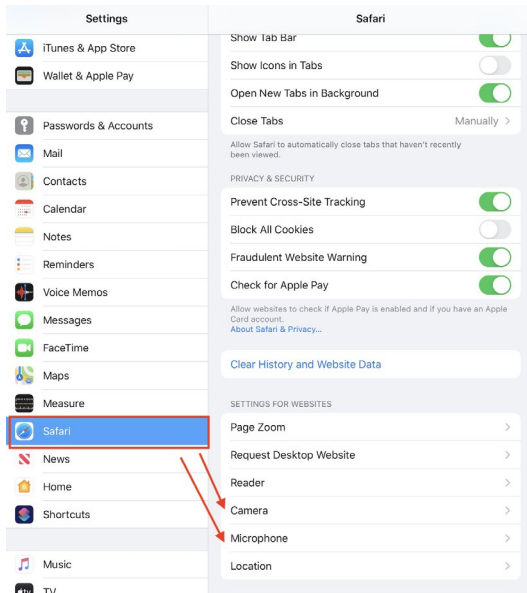 Settings
iTunes & App Store
Wallet & Apple Pay
Passwords & Accounts
Mail
Contacts
Calendar
Notes
Reminders
Voice Memos
Messages
FaceTime
Maps
Measure
Safari
News
Home
Shortcuts
Music
TV
Safari
Show Tab Bar
Show Icons in Tabs
Open New Tabs in Background
Close Tabs Manually
Allow Safari to automatically close tabs that haven't recently
been viewed.
PRIVACY & SECURITY
Prevent Cross-Site Tracking
Block All Cookies
Fraudulent Website Warning
Check for Apple Pay
Allow websites to check if Apple Pay is enabled and if you have an Apple
Card account.
About Safari & Privacy...
Clear History and Website Data
SETTINGS FOR WEBSITES
Page Zoom
Request Desktop Website
Reader
Camera
Microphone
Location